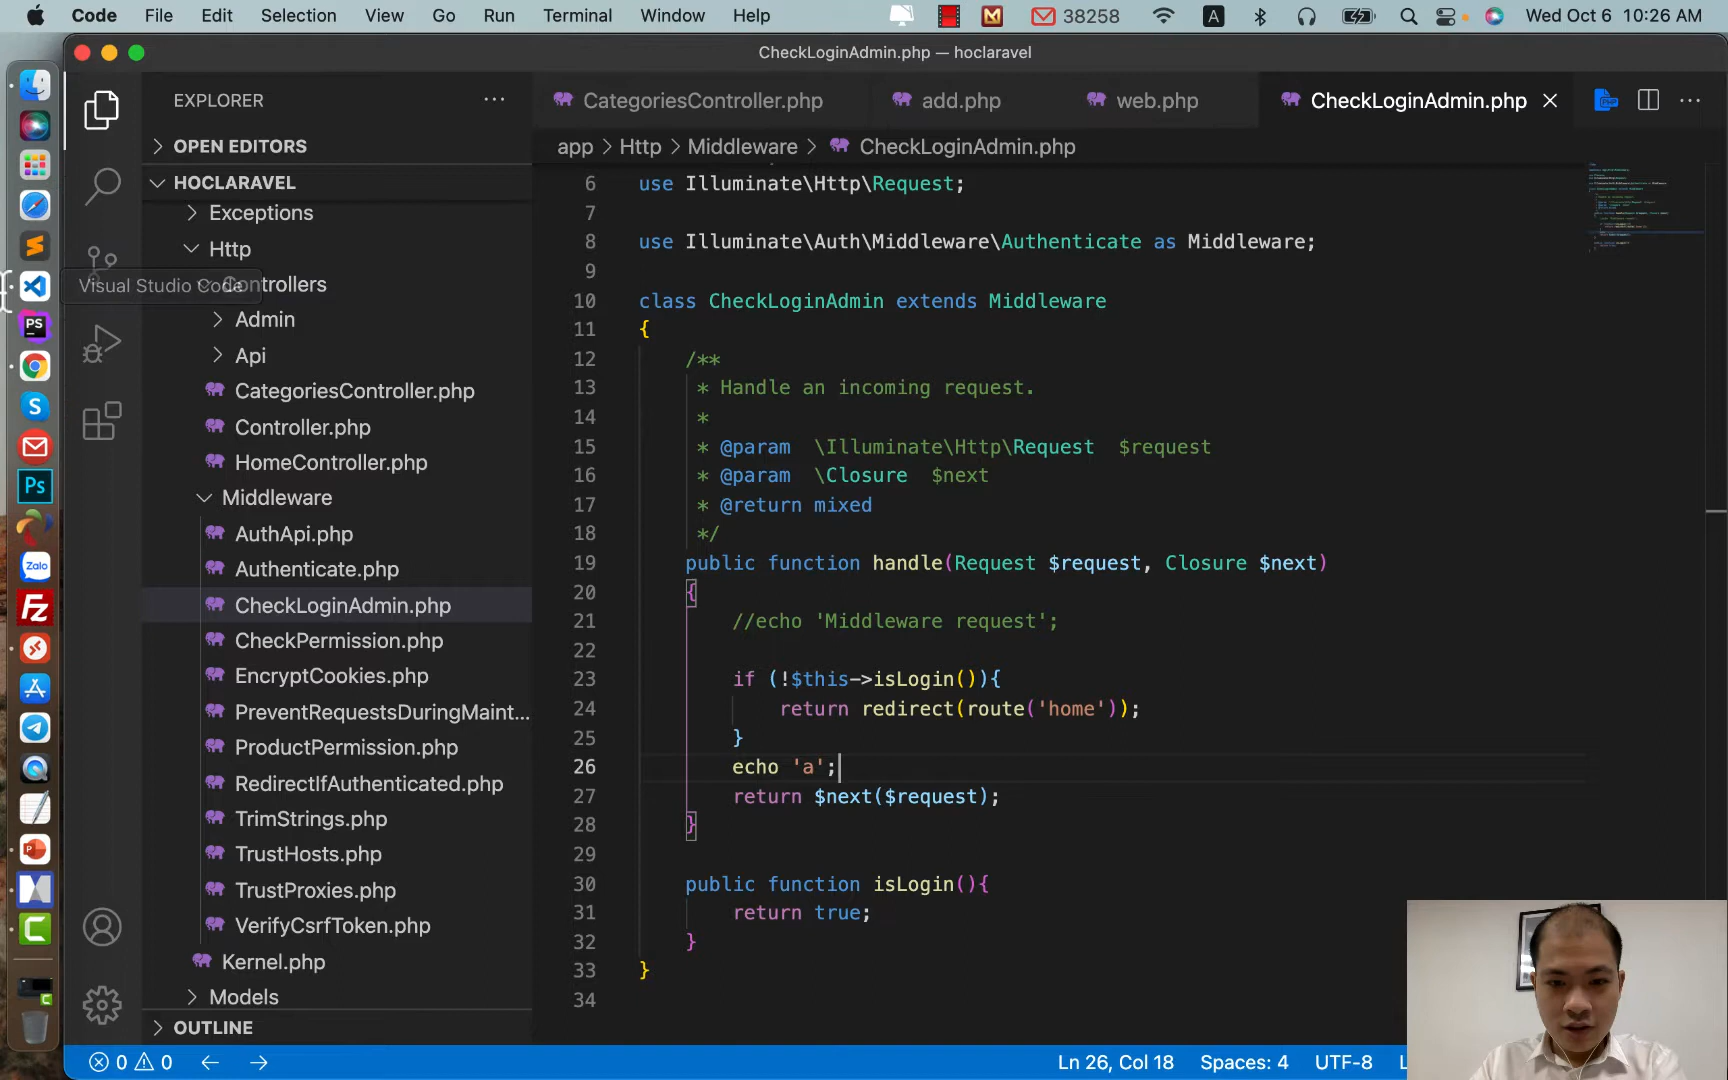 Code File Edit Selection View Go Run Terminal Window Help 38258 A Wed Oct 6 10:26 AM
CheckLoginAdmin.php — hoclaravel
EXPLORER
OPEN EDITORS
HOCLARAVEL
Exceptions
Http
Controllers
Visual Studio Code
Admin
Api
CategoriesController.php
Controller.php
HomeController.php
Middleware
AuthApi.php
Authenticate.php
CheckLoginAdmin.php
CheckPermission.php
EncryptCookies.php
PreventRequestsDuringMaint...
ProductPermission.php
RedirectIfAuthenticated.php
TrimStrings.php
TrustHosts.php
TrustProxies.php
VerifyCsrfToken.php
Kernel.php
Models
OUTLINE
PS
Ps
Zalo
Fz
CategoriesController.php add.php web.php CheckLoginAdmin.php
app > Http > Middleware > CheckLoginAdmin.php
6 use Illuminate\Http\Request;
7
8 use Illuminate\Auth\Middleware\Authenticate as Middleware;
9
10 class CheckLoginAdmin extends Middleware
11 {
12 /**
13 * Handle an incoming request.
14 *
15 * @param \Illuminate\Http\Request $request
16 * @param \Closure $next
17 * @return mixed
18 */
19 public function handle(Request $request, Closure $next)
20 {
21 //echo 'Middleware request';
22
23 if (!$this->isLogin()){
24 return redirect(route('home'));
25 }
26 echo 'a';
27 return $next($request);
28 }
29
30 public function isLogin(){
31 return true;
32 }
33 }
34
0 0 Ln 26, Col 18 Spaces: 4 UTF-8